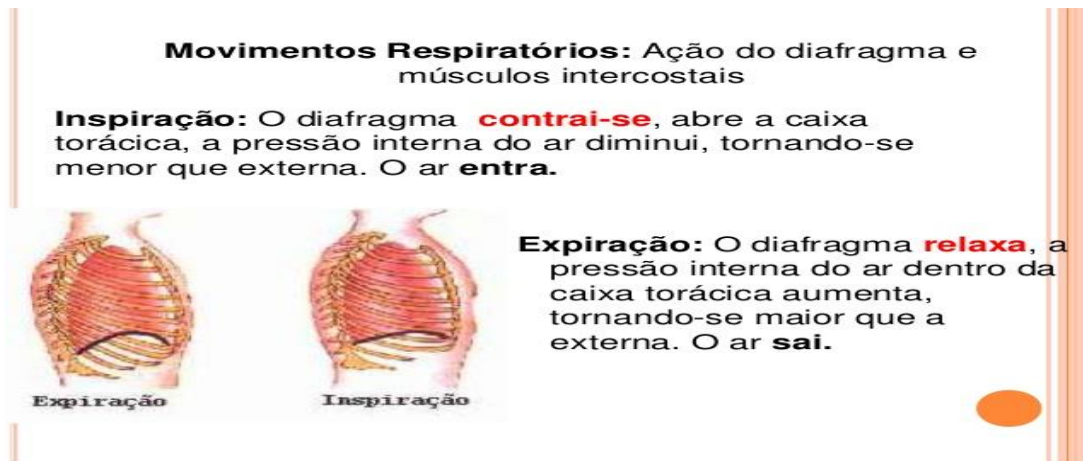 Movimentos Respiratórios: Ação do diafragma e
músculos intercostais
Inspiração: O diafragma contrai-se, abre a caixa
torácica, a pressão interna do ar diminui, tornando-se
menor que externa. O ar entra.
Expiração: O diafragma relaxa, a
pressão interna do ar dentro da
caixa torácica aumenta,
tornando-se maior que a
externa. O ar sai.
Expiração
Inspiração